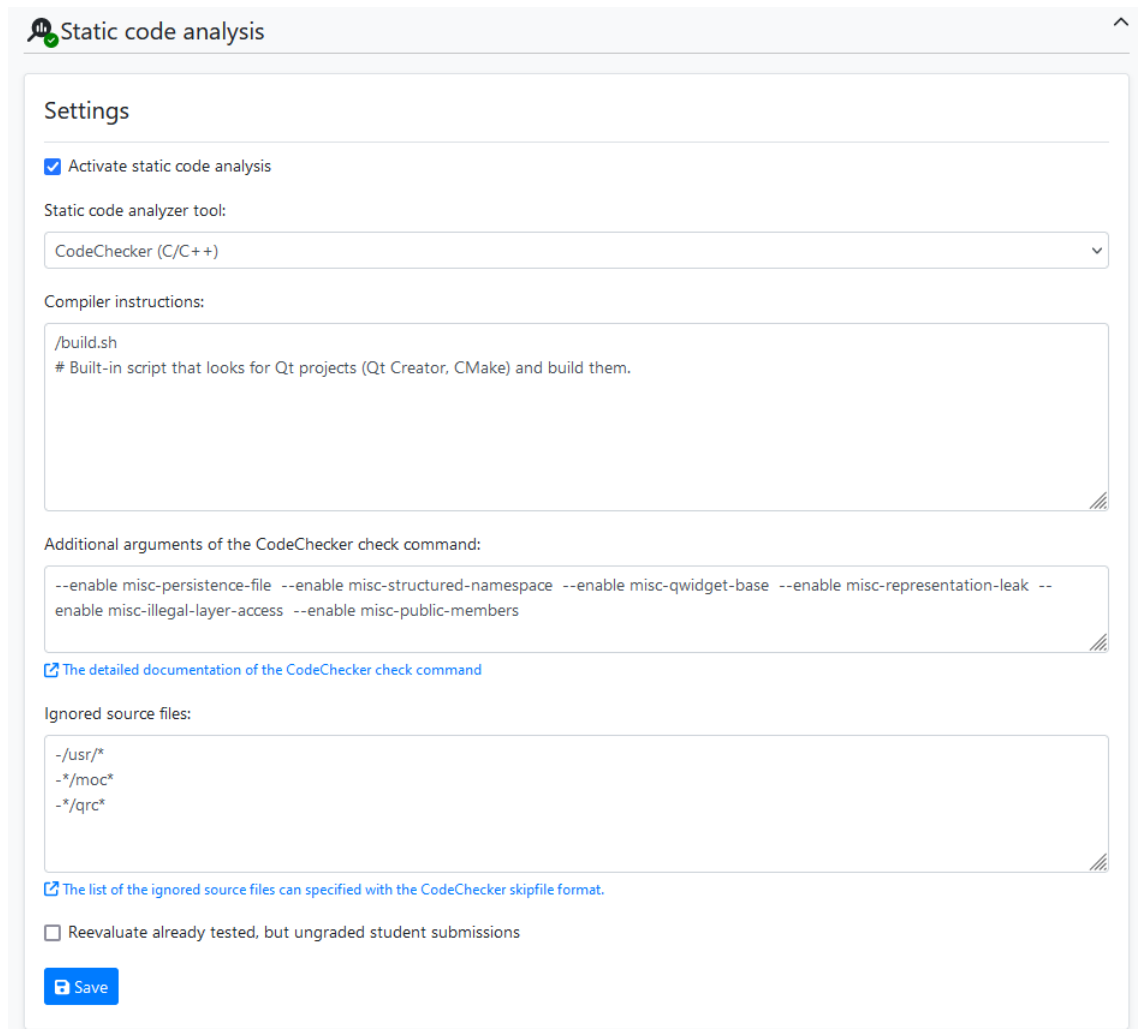 Static code analysis
Settings
Activate static code analysis
Static code analyzer tool:
CodeChecker (C/C++)
Compiler instructions:
/build.sh
# Built-in script that looks for Qt projects (Qt Creator, CMake) and build them.
Additional arguments of the CodeChecker check command:
--enable misc-persistence-file --enable misc-structured-namespace --enable misc-qwidget-base --enable misc-representation-leak --
enable misc-illegal-layer-access --enable misc-public-members
The detailed documentation of the CodeChecker check command
Ignored source files:
-/usr/*
-*/moc*
-*/qrc*
The list of the ignored source files can specified with the CodeChecker skipfile format.
Reevaluate already tested, but ungraded student submissions
Save